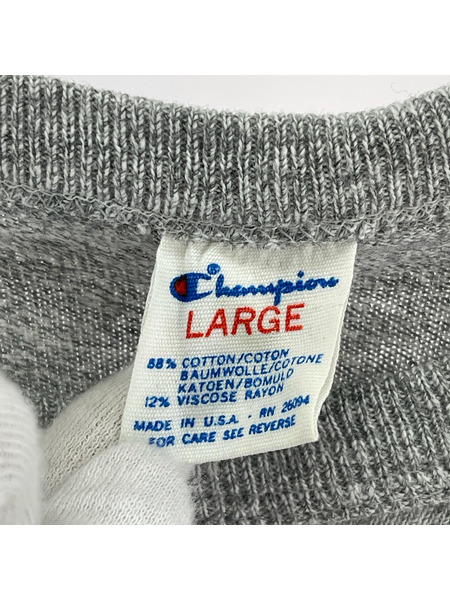 Champion®
LARGE
88% COTTON/COTON
BAUMWOLLE/COTONE
KATOEN/BOMULD
12% VISCOSE RAYON
MADE IN U.S.A. - RN 26094
FOR CARE SEE REVERSE